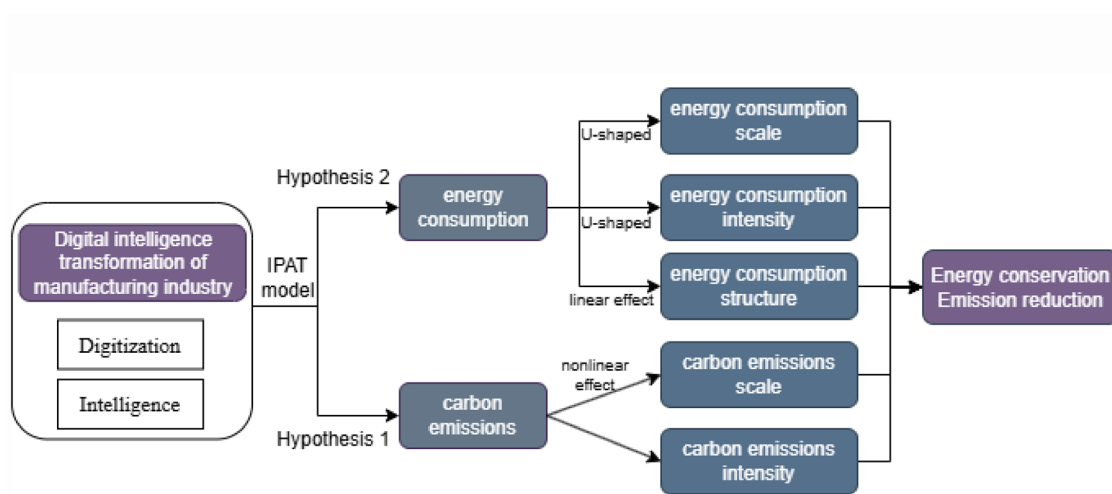 Digital intelligence
transformation of
manufacturing industry
Digitization
Intelligence
IPAT
model
Hypothesis 2
energy
consumption
Hypothesis 1
carbon
emissions
U-shaped
U-shaped
linear effect
nonlinear
effect
energy consumption
scale
energy consumption
intensity
energy consumption
structure
carbon emissions
scale
carbon emissions
intensity
Energy conservation
Emission reduction